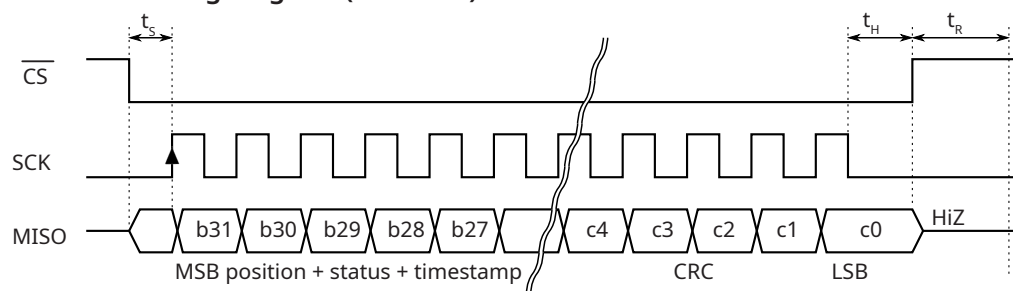 t_S t_H t_R
CS
SCK
MISO b31 b30 b29 b28 b27 c4 c3 c2 c1 c0 HiZ
MSB position + status + timestamp CRC LSB